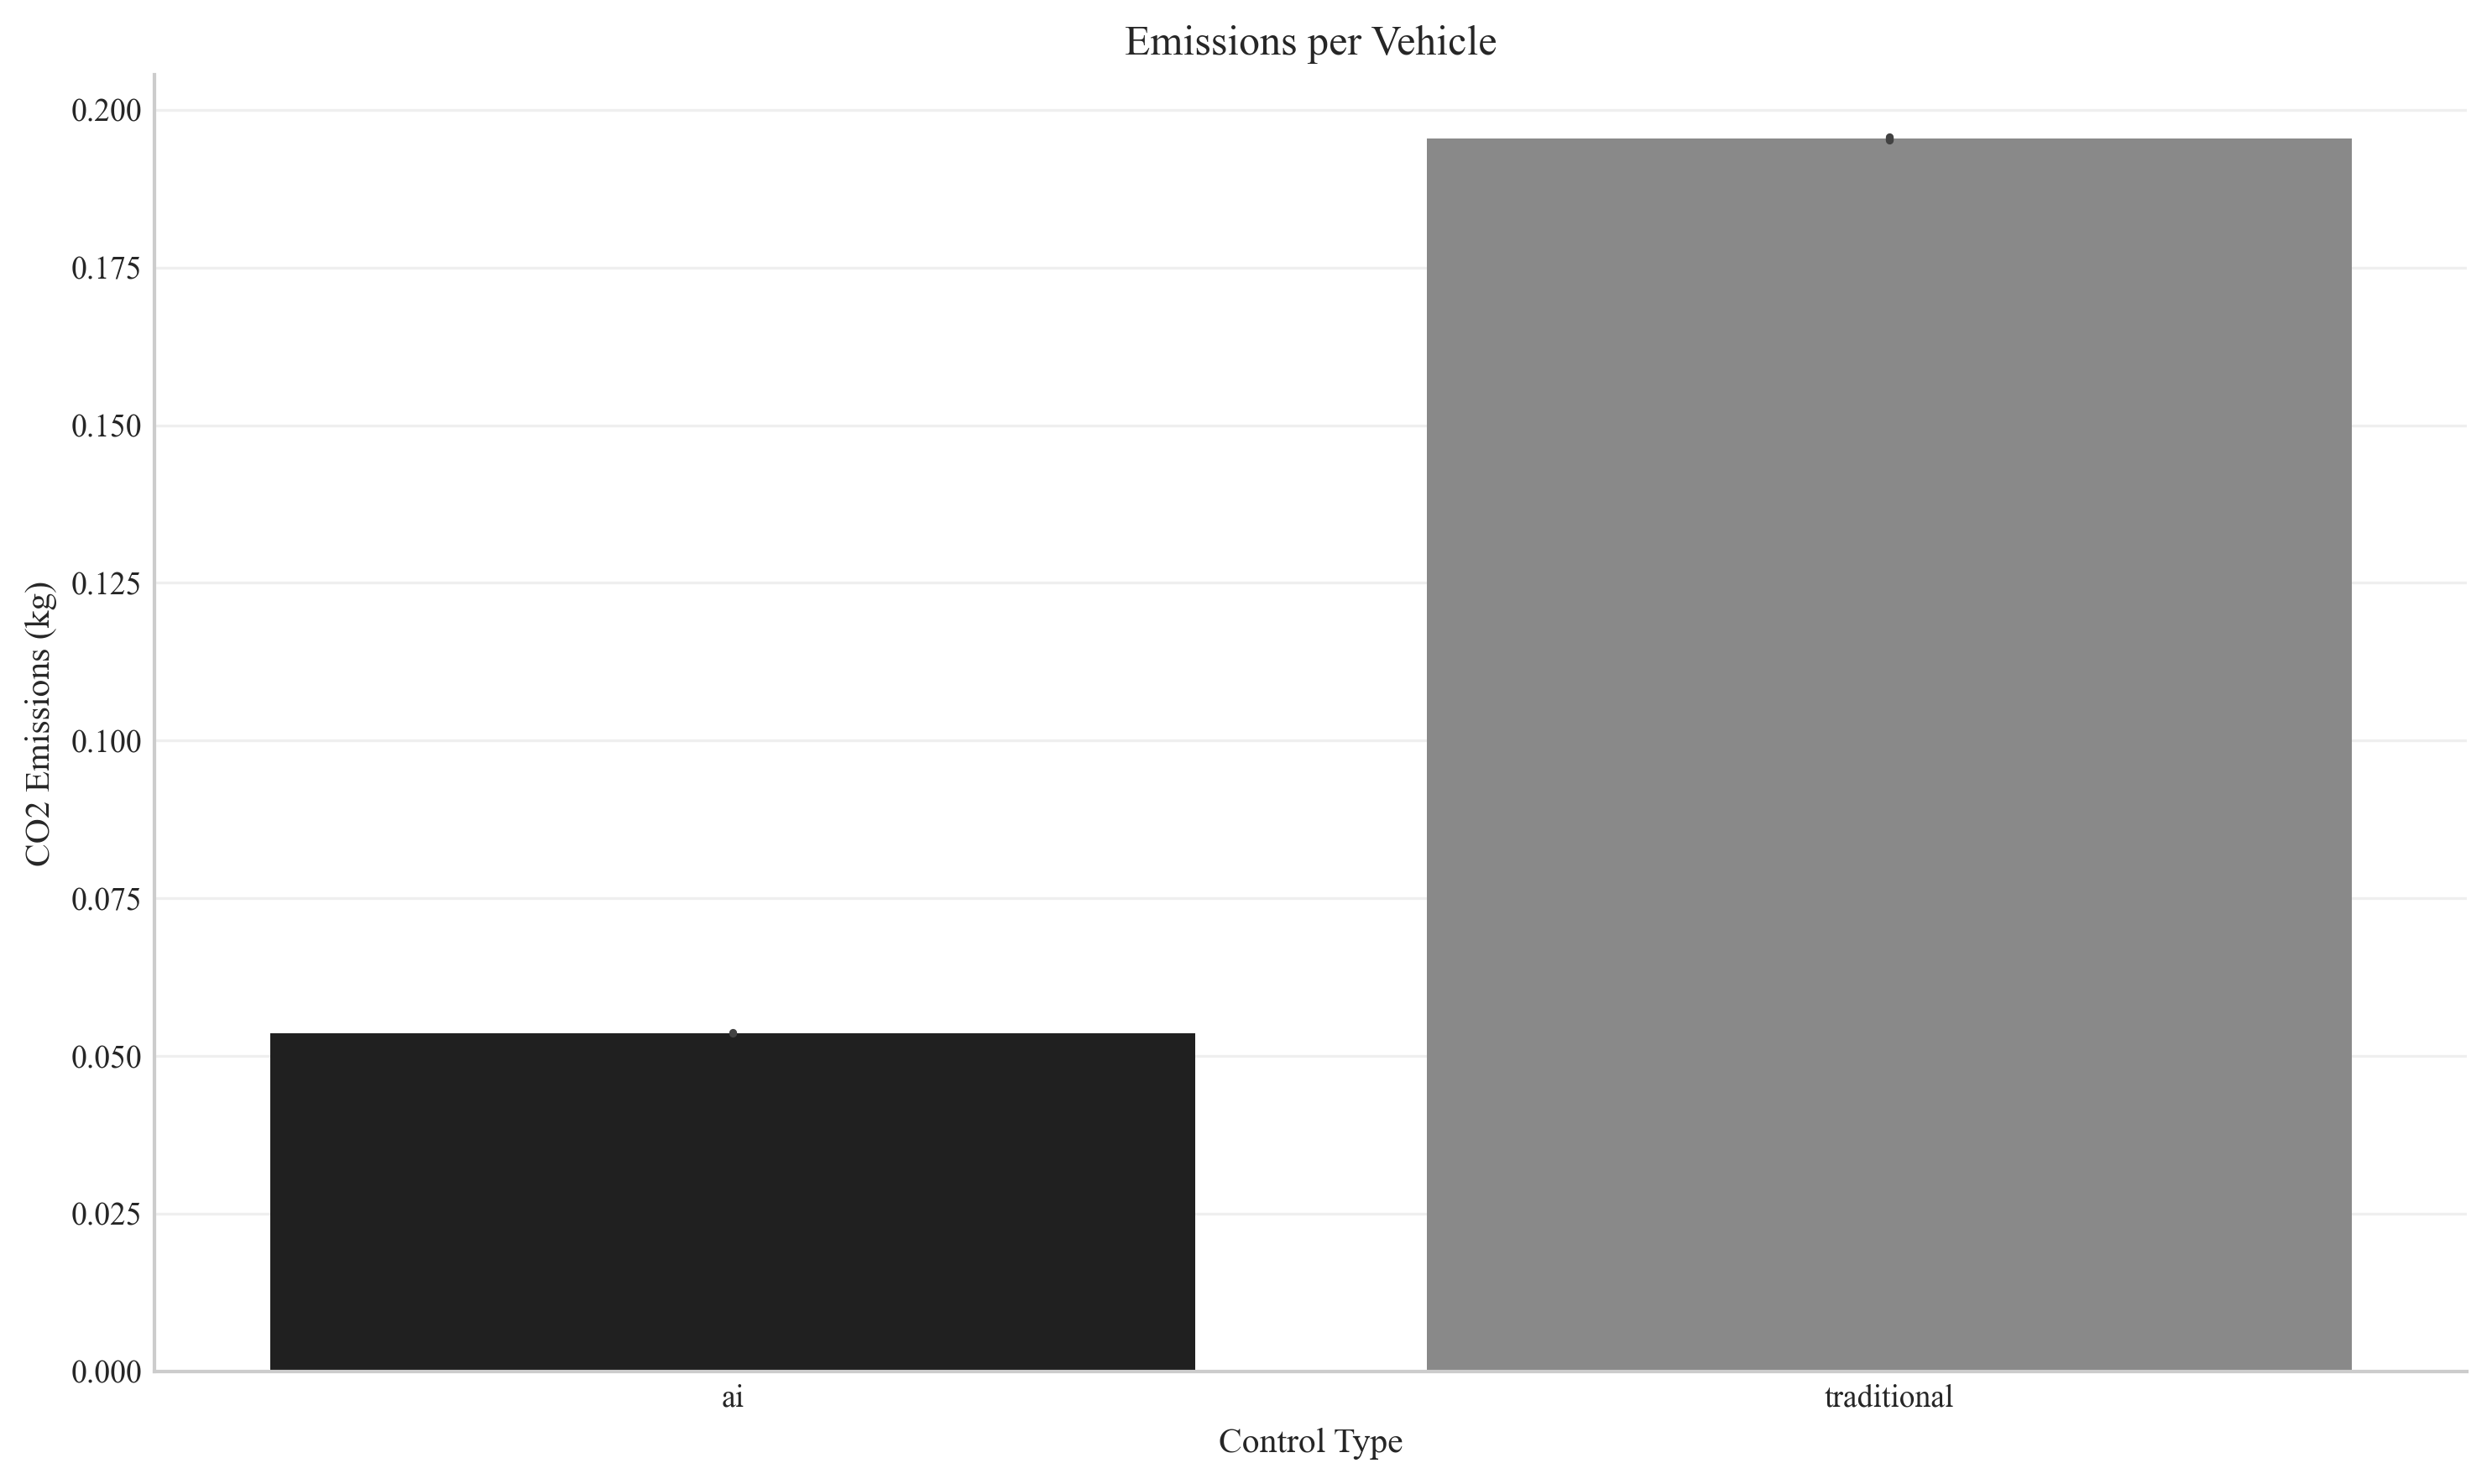 Emissions per Vehicle
CO2 Emissions (kg)
0.200
0.175
0.150
0.125
0.100
0.075
0.050
0.025
0.000
ai
traditional
Control Type